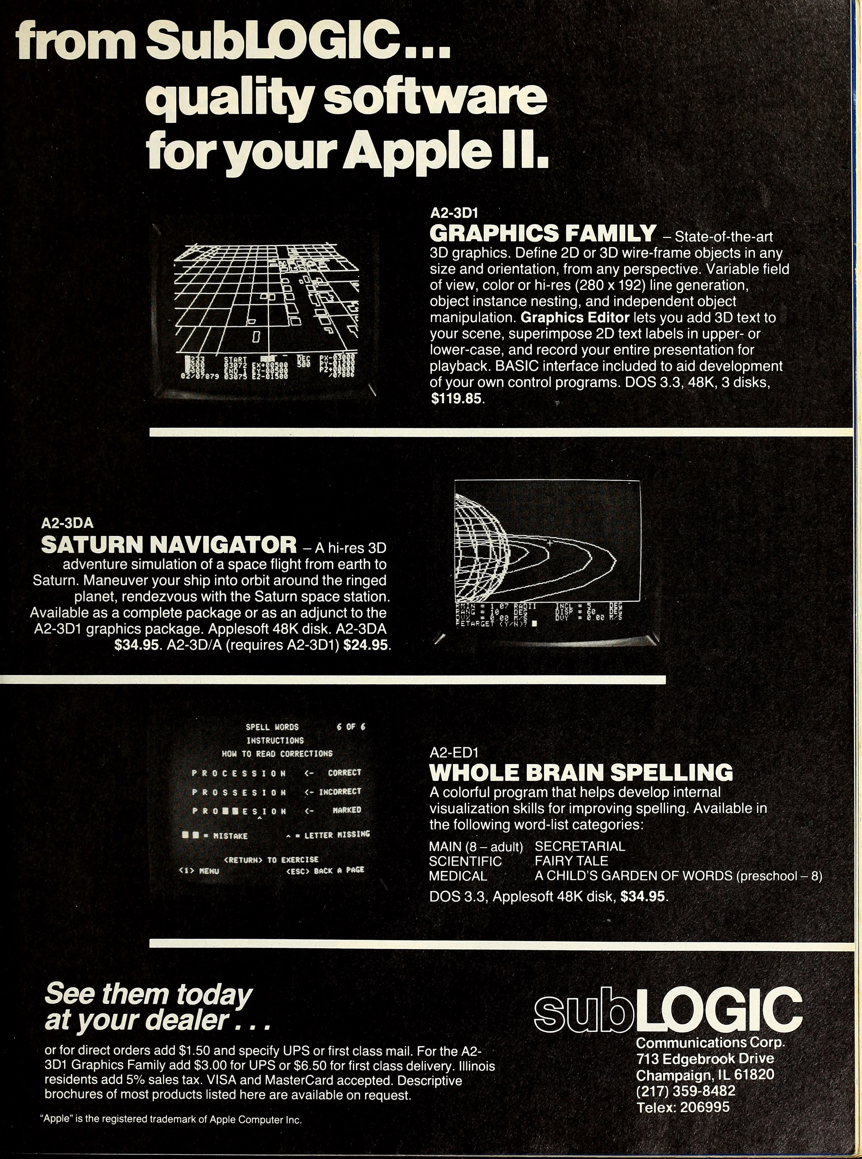 from SubLOGIC...
quality software
for your Apple II.
A2-3D1
GRAPHICS FAMILY – State-of-the-art
3D graphics. Define 2D or 3D wire-frame objects in any
size and orientation, from any perspective. Variable field
of view, color or hi-res (280 x 192) line generation,
object instance nesting, and independent object
manipulation. Graphics Editor lets you add 3D text to
your scene, superimpose 2D text labels in upper- or
lower-case, and record your entire presentation for
playback. BASIC interface included to aid development
of your own control programs. DOS 3.3, 48K, 3 disks,
$119.85.
START
DEC
500
02/07879 03075 EZ-01500
A2-3DA
SATURN NAVIGATOR – A hi-res 3D
adventure simulation of a space flight from earth to
Saturn. Maneuver your ship into orbit around the ringed
planet, rendezvous with the Saturn space station.
Available as a complete package or as an adjunct to the
A2-3D1 graphics package. Applesoft 48K disk. A2-3DA
$34.95. A2-3D/A (requires A2-3D1) $24.95.
RETARGET (Y/N)?
SPELL WORDS 6 OF 6
INSTRUCTIONS
HOW TO READ CORRECTIONS
PROCESSION <- CORRECT
PROSSESION <- INCORRECT
PRO■■ESION <- MARKED
^
■■ = MISTAKE ^ = LETTER MISSING
<RETURN> TO EXERCISE
<1> MENU <ESC> BACK A PAGE
A2-ED1
WHOLE BRAIN SPELLING
A colorful program that helps develop internal
visualization skills for improving spelling. Available in
the following word-list categories:
MAIN (8 – adult) SECRETARIAL
SCIENTIFIC FAIRY TALE
MEDICAL A CHILD'S GARDEN OF WORDS (preschool – 8)
DOS 3.3, Applesoft 48K disk, $34.95.
See them today
at your dealer . . .
or for direct orders add $1.50 and specify UPS or first class mail. For the A2-
3D1 Graphics Family add $3.00 for UPS or $6.50 for first class delivery. Illinois
residents add 5% sales tax. VISA and MasterCard accepted. Descriptive
brochures of most products listed here are available on request.
"Apple" is the registered trademark of Apple Computer Inc.
subLOGIC
Communications Corp.
713 Edgebrook Drive
Champaign, IL 61820
(217) 359-8482
Telex: 206995